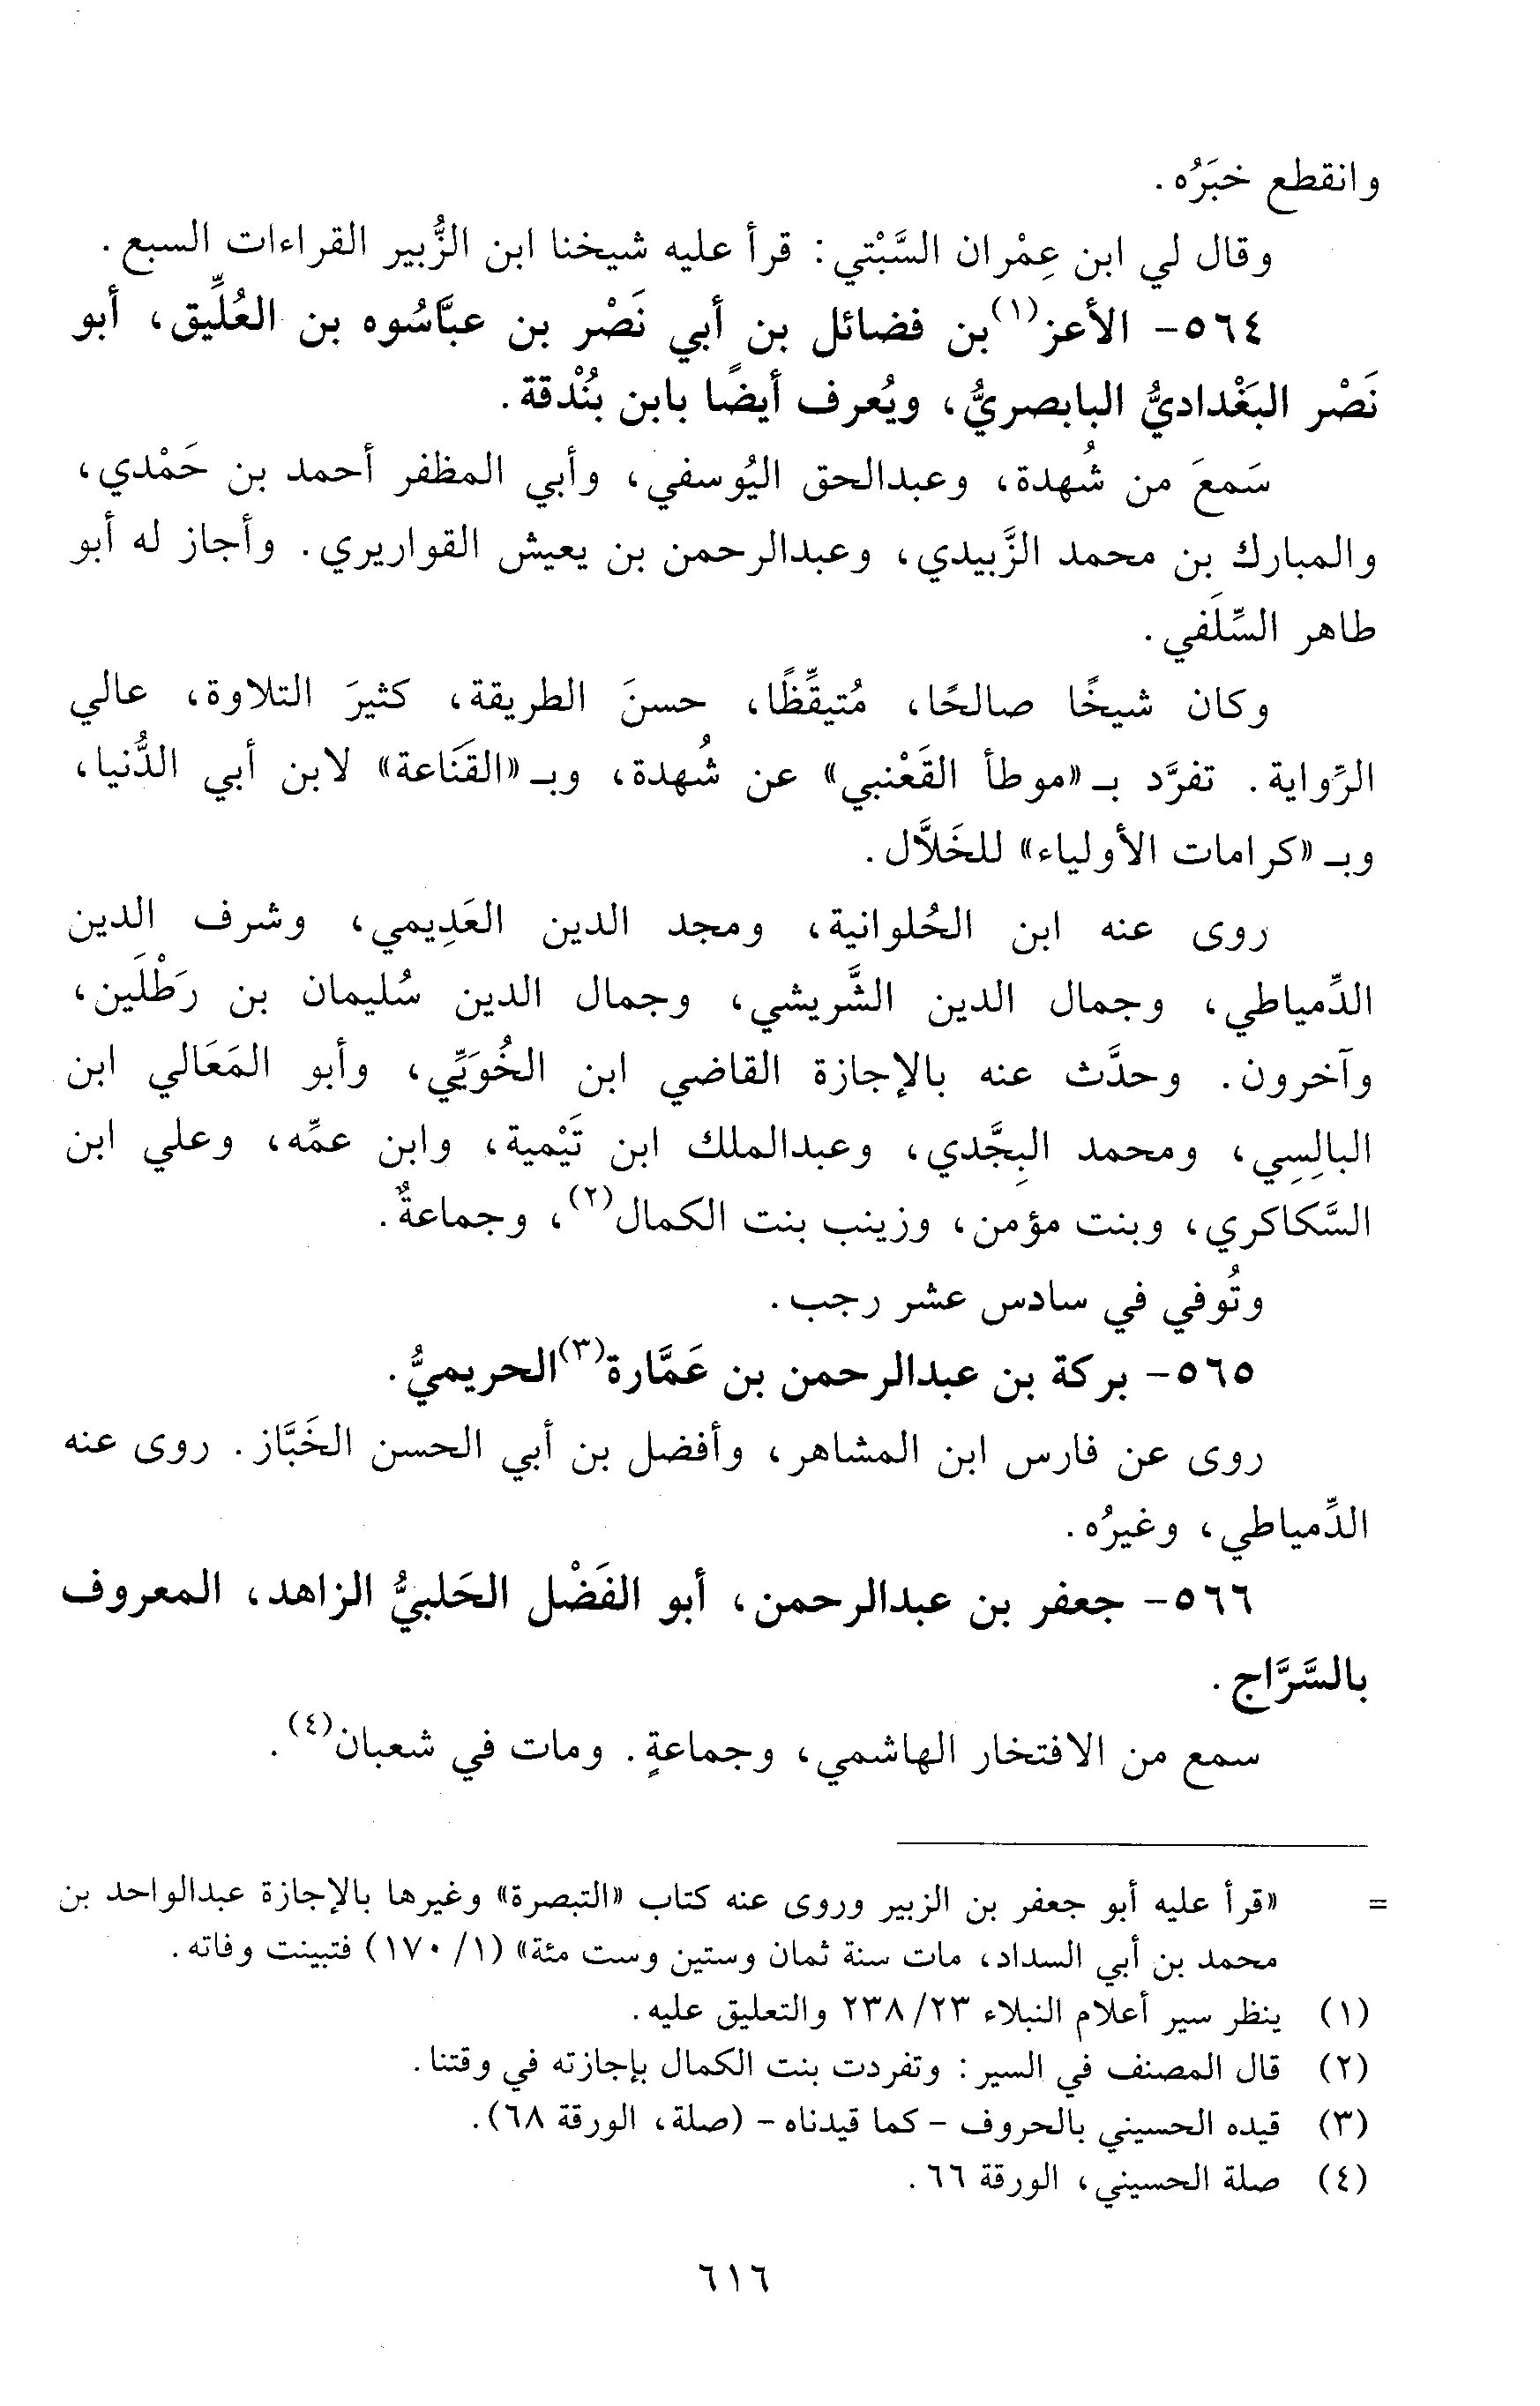 وانقطع خبَرُه.
وقال لي ابن عِمْران السَّبْتي: قرأ عليه شيخنا ابن الزُّبير القراءات السبع.
٥٦٤- الأعز(١)بن فضائل بن أبي نَصْر بن عبَّاسُوه بن العُلِّيق، أبو
نَصْر البَغْداديُّ البابصريُّ، ويُعرف أيضًا بابن بُنْدقة.
سَمعَ من شُهدة، وعبدالحق اليُوسفي، وأبي المظفر أحمد بن حَمْدي،
والمبارك بن محمد الزَّبيدي، وعبدالرحمن بن يعيش القواريري. وأجاز له أبو
طاهر السِّلَفي.
وكان شيخًا صالحًا، مُتيقِّظًا، حسنَ الطريقة، كثيرَ التلاوة، عالي
الرِّواية. تفرَّد بـ «موطأ القَعْنبي» عن شُهدة، وبـ «القَنَاعة» لابن أبي الدُّنيا،
وبـ «كرامات الأولياء» للخَلاَّل.
روى عنه ابن الحُلوانية، ومجد الدين العَدِيمي، وشرف الدين
الدِّمياطي، وجمال الدين الشَّريشي، وجمال الدين سُليمان بن رَطْلَين،
وآخرون. وحدَّث عنه بالإجازة القاضي ابن الخُوَيِّي، وأبو المَعَالي ابن
البالِسِي، ومحمد البِجَّدي، وعبدالملك ابن تَيْمية، وابن عمِّه، وعلي ابن
السَّكاكري، وبنت مؤمن، وزينب بنت الكمال(٢)، وجماعةٌ.
وتُوفي في سادس عشر رجب.
٥٦٥- بركة بن عبدالرحمن بن عَمَّارة(٣)الحريميُّ.
روى عن فارس ابن المشاهر، وأفضل بن أبي الحسن الخَبَّاز. روى عنه
الدِّمياطي، وغيرُه.
٥٦٦- جعفر بن عبدالرحمن، أبو الفَضْل الحَلبيُّ الزاهد، المعروف
بالسَّرَّاج.
سمع من الافتخار الهاشمي، وجماعةٍ. ومات في شعبان(٤).
= «قرأ عليه أبو جعفر بن الزبير وروى عنه كتاب «التبصرة» وغيرها بالإجازة عبدالواحد بن
محمد بن أبي السداد، مات سنة ثمان وستين وست مئة» (١/ ١٧٠) فتبينت وفاته.
(١) ينظر سير أعلام النبلاء ٢٣/ ٢٣٨ والتعليق عليه.
(٢) قال المصنف في السير: وتفردت بنت الكمال بإجازته في وقتنا.
(٣) قيده الحسيني بالحروف - كما قيدناه - (صلة، الورقة ٦٨).
(٤) صلة الحسيني، الورقة ٦٦.
٦١٦